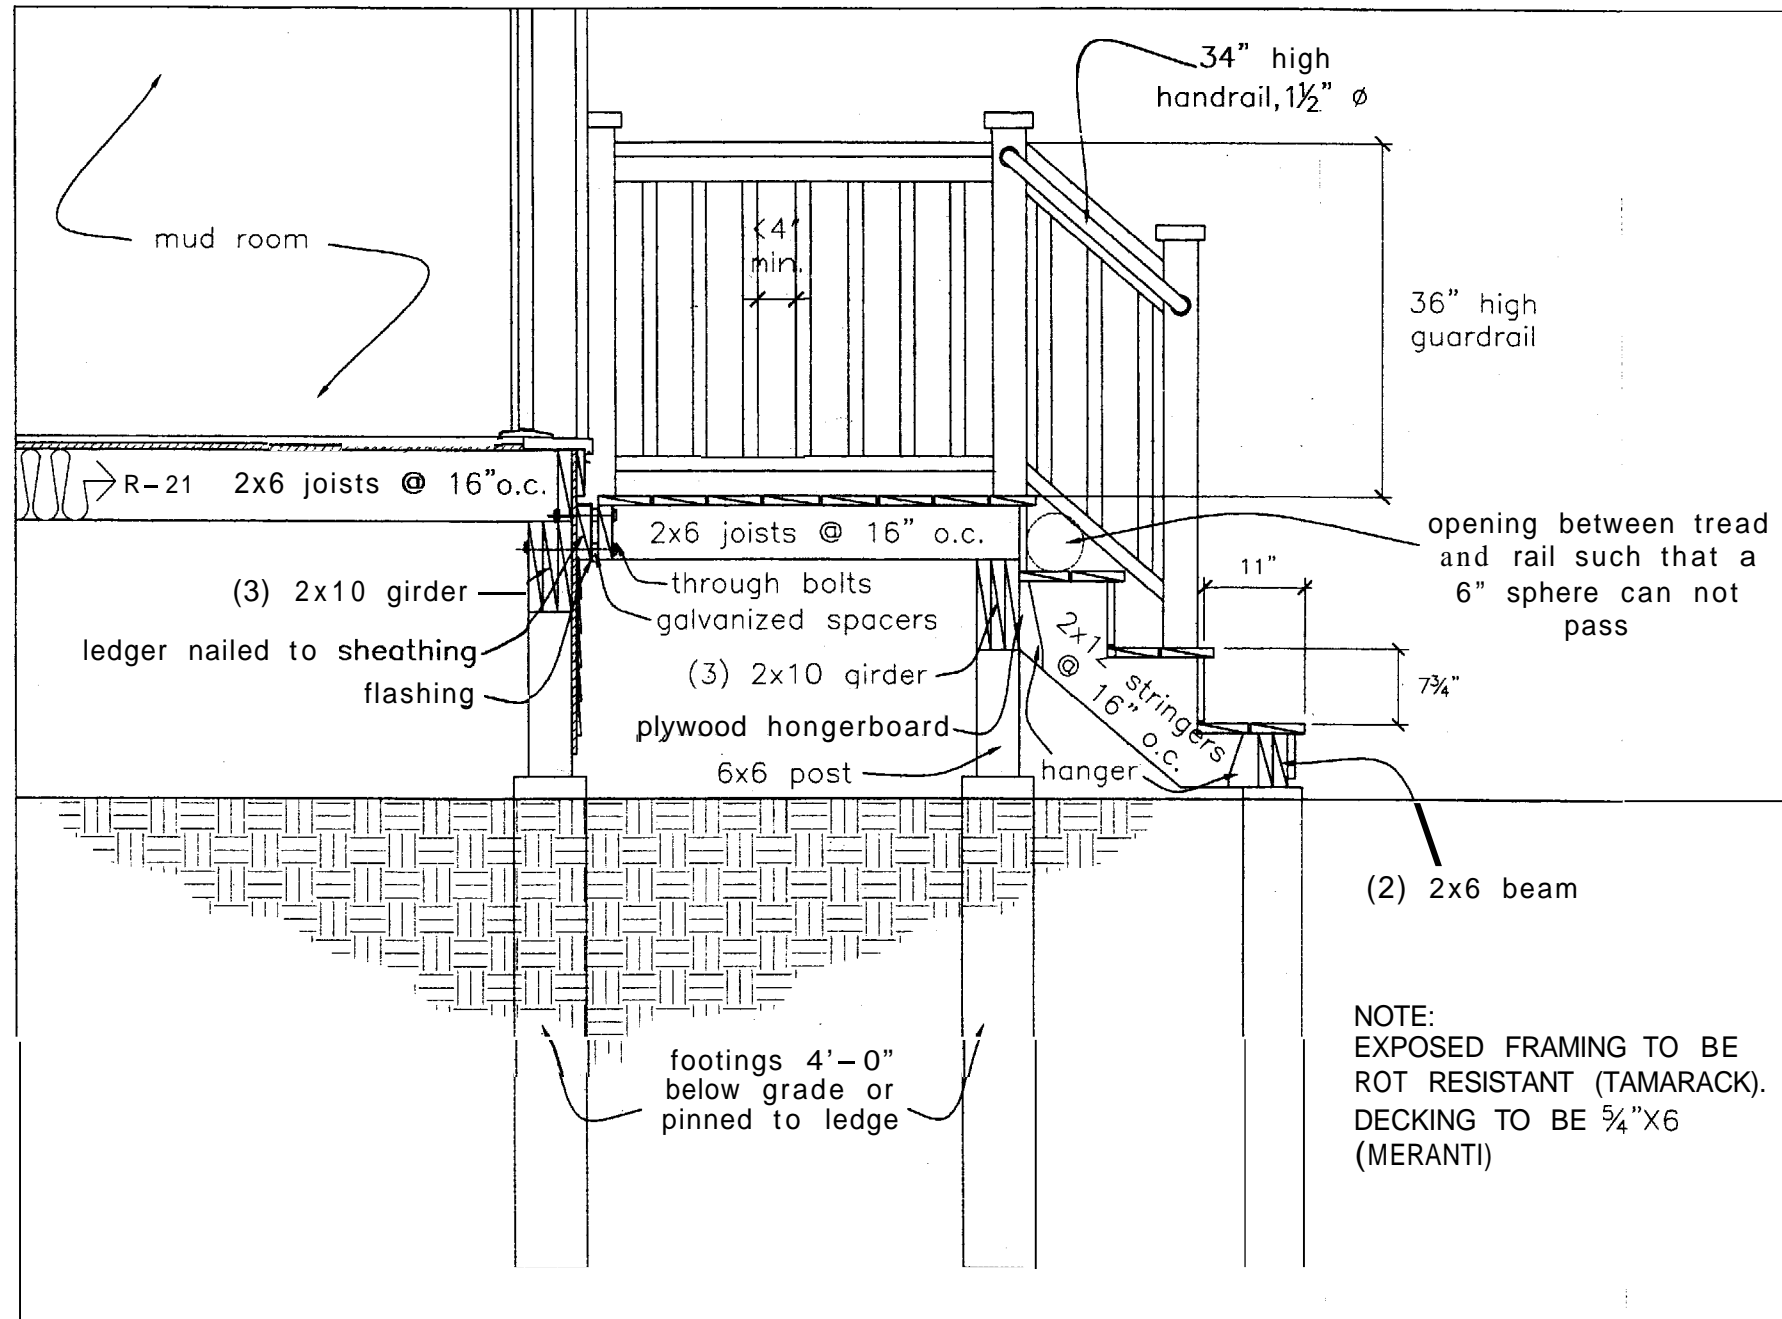 34” high
handrail, 1½” ø
mud room
<4"
min.
36” high
guardrail
R-21 2x6 joists @ 16”o.c.
2x6 joists @ 16” o.c.
opening between tread
and rail such that a
6” sphere can not
pass
11”
(3) 2x10 girder
through bolts
galvanized spacers
ledger nailed to sheathing
flashing
(3) 2x10 girder
2x12 stringers
@ 16” o.c.
7¾”
plywood hongerboard
6x6 post
hanger
(2) 2x6 beam
footings 4’-0”
below grade or
pinned to ledge
NOTE:
EXPOSED FRAMING TO BE
ROT RESISTANT (TAMARACK).
DECKING TO BE 5⁄4”X6
(MERANTI)